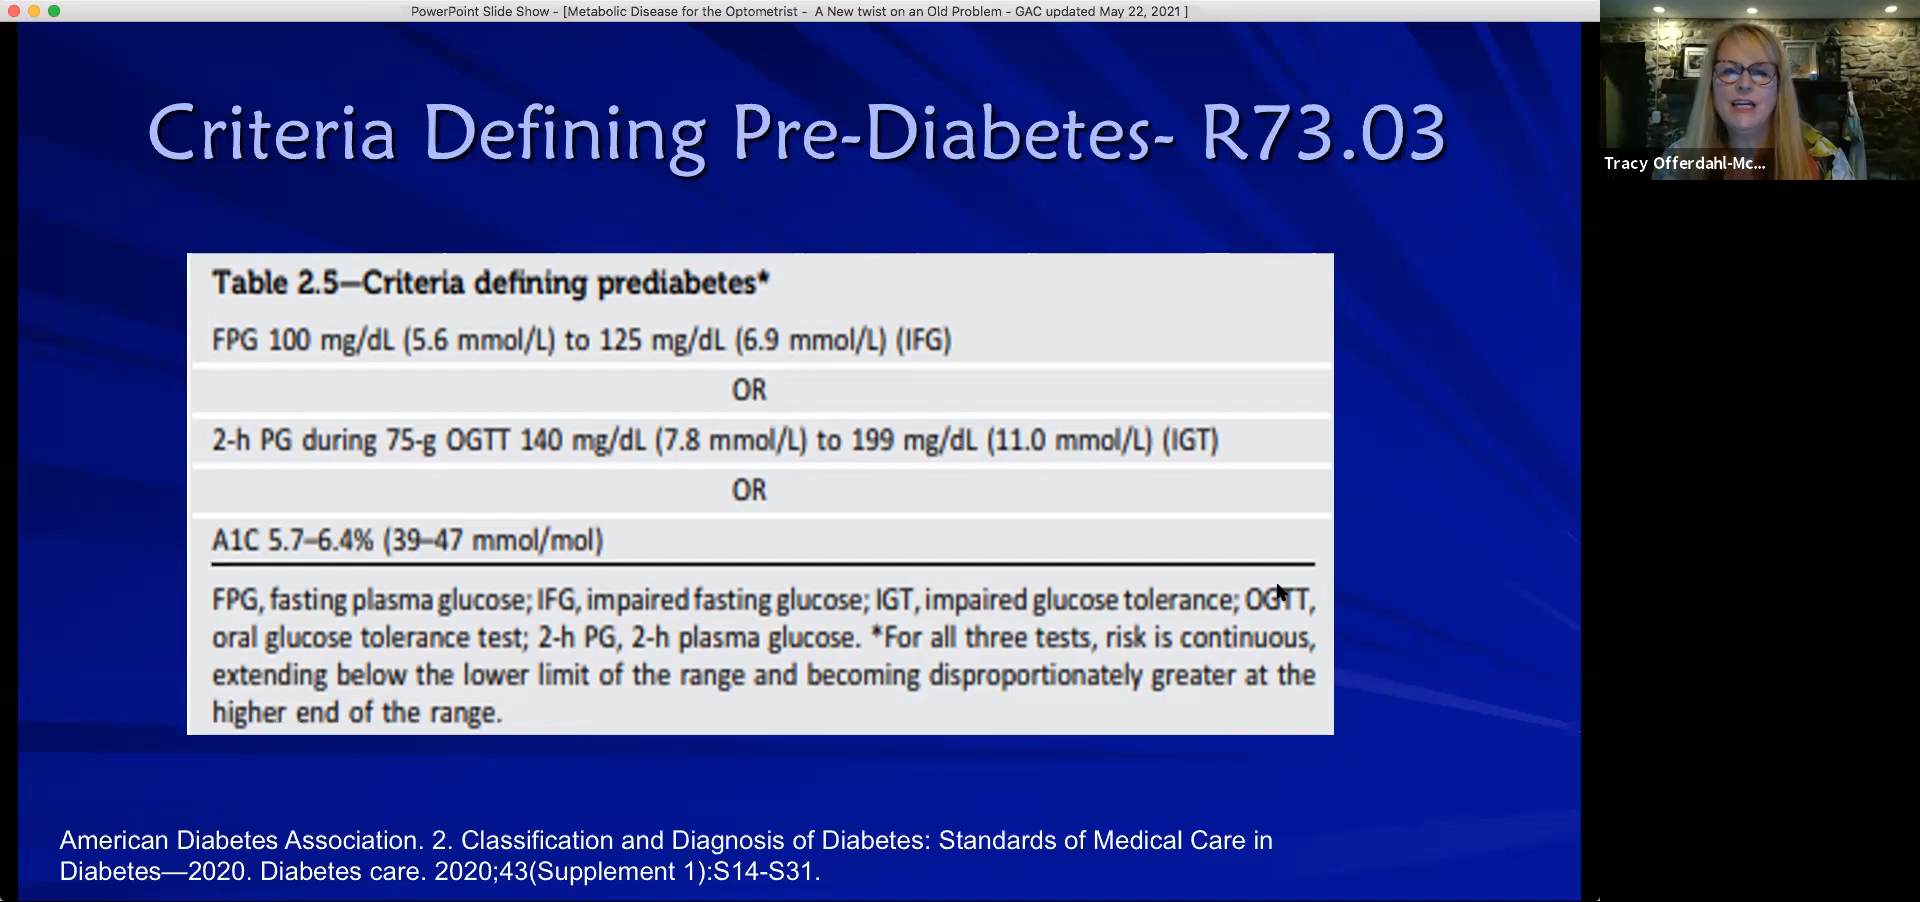 PowerPoint Slide Show - [Metabolic Disease for the Optometrist - A New twist on an Old Problem - GAC updated May 22, 2021 ]
Criteria Defining Pre-Diabetes- R73.03
Tracy Offerdahl-Mc...
Table 2.5—Criteria defining prediabetes*
FPG 100 mg/dL (5.6 mmol/L) to 125 mg/dL (6.9 mmol/L) (IFG)
OR
2-h PG during 75-g OGTT 140 mg/dL (7.8 mmol/L) to 199 mg/dL (11.0 mmol/L) (IGT)
OR
A1C 5.7–6.4% (39–47 mmol/mol)
FPG, fasting plasma glucose; IFG, impaired fasting glucose; IGT, impaired glucose tolerance; OGTT,
oral glucose tolerance test; 2-h PG, 2-h plasma glucose. *For all three tests, risk is continuous,
extending below the lower limit of the range and becoming disproportionately greater at the
higher end of the range.
American Diabetes Association. 2. Classification and Diagnosis of Diabetes: Standards of Medical Care in
Diabetes—2020. Diabetes care. 2020;43(Supplement 1):S14-S31.